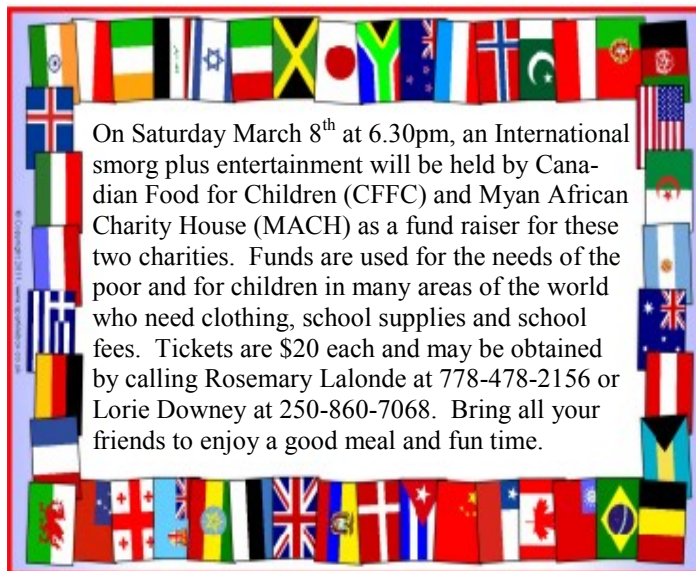 On Saturday March 8th at 6.30pm, an International
smorg plus entertainment will be held by Cana-
dian Food for Children (CFFC) and Myan African
Charity House (MACH) as a fund raiser for these
two charities.  Funds are used for the needs of the
poor and for children in many areas of the world
who need clothing, school supplies and school
fees.  Tickets are $20 each and may be obtained
by calling Rosemary Lalonde at 778-478-2156 or
Lorie Downey at 250-860-7068.  Bring all your
friends to enjoy a good meal and fun time.
© Copyright 2011, www.